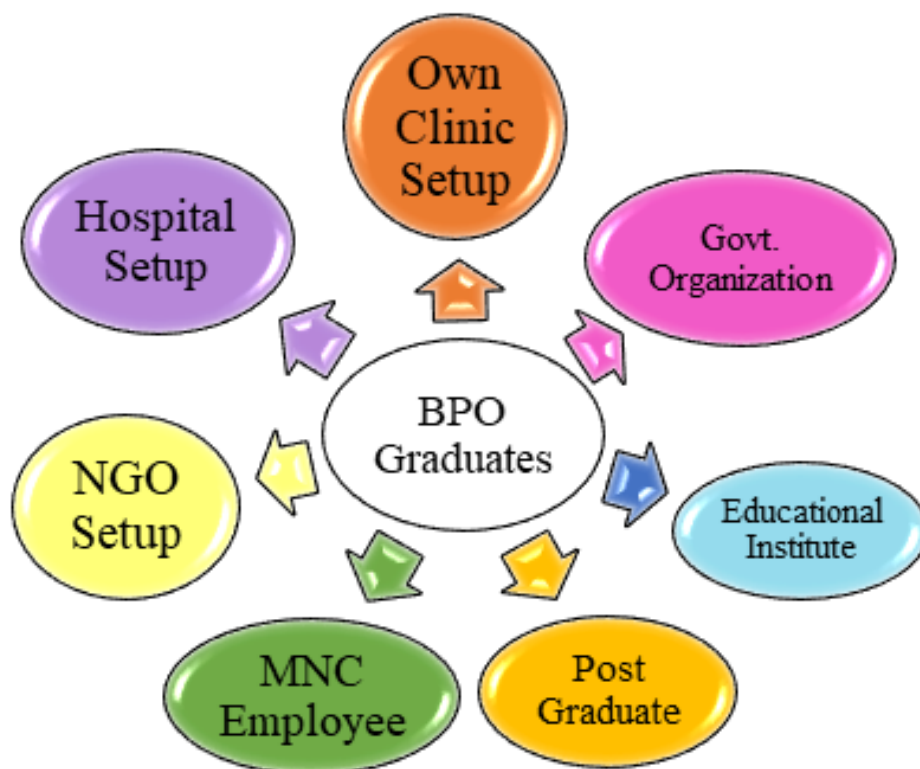 Own
Clinic
Setup
Hospital
Setup
Govt.
Organization
BPO
Graduates
NGO
Setup
Educational
Institute
MNC
Employee
Post
Graduate